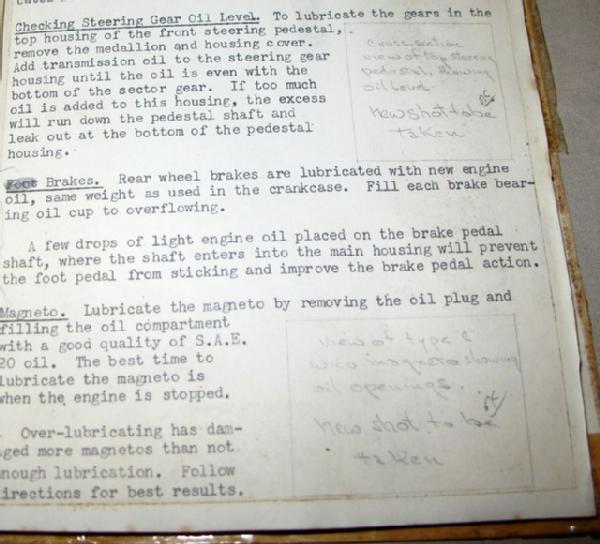 Checking Steering Gear Oil Level. To lubricate the gears in the
top housing of the front steering pedestal,
remove the medallion and housing cover.
Add transmission oil to the steering gear
housing until the oil is even with the
bottom of the sector gear. If too much
oil is added to this housing, the excess
will run down the pedestal shaft and
leak out at the bottom of the pedestal
housing.
Cross section
view of top steering
pedestal, showing
oil level
New shot to be
taken
Foot Brakes. Rear wheel brakes are lubricated with new engine
oil, same weight as used in the crankcase. Fill each brake bear-
ing oil cup to overflowing.
A few drops of light engine oil placed on the brake pedal
shaft, where the shaft enters into the main housing will prevent
the foot pedal from sticking and improve the brake pedal action.
Magneto. Lubricate the magneto by removing the oil plug and
filling the oil compartment
with a good quality of S.A.E.
20 oil. The best time to
lubricate the magneto is
when the engine is stopped.
Over-lubricating has dam-
ged more magnetos than not
nough lubrication. Follow
irections for best results.
view of type "C"
wico magneto showing
oil openings.
New shot to be
taken